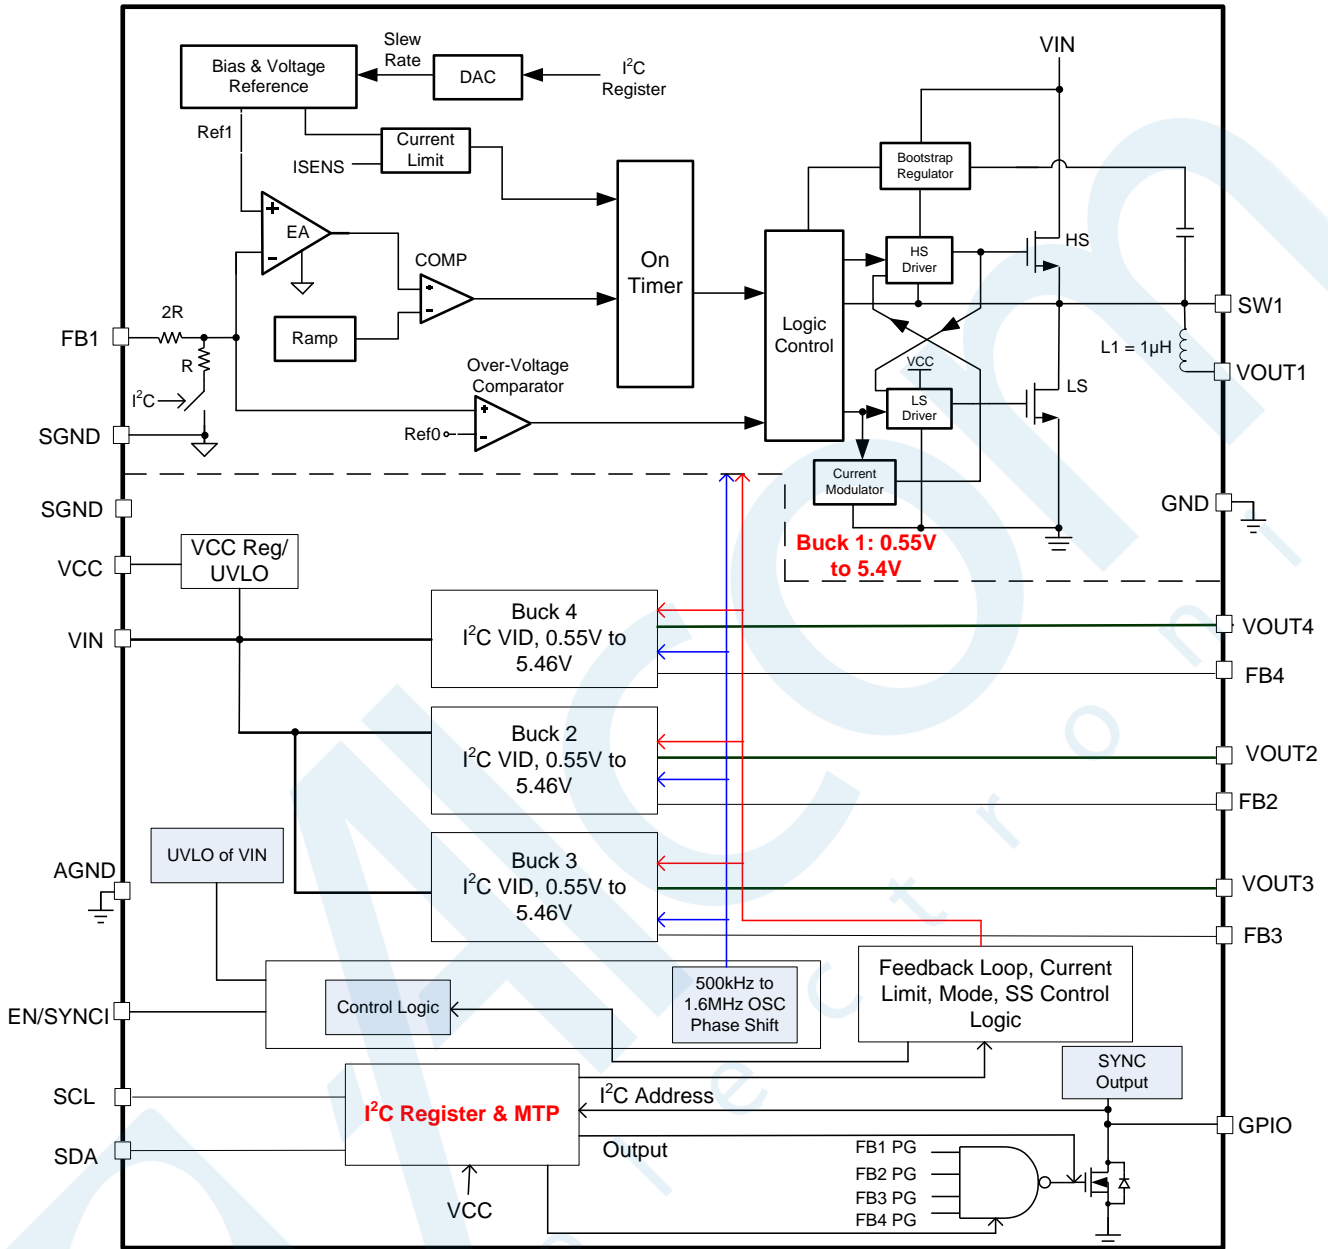 Slew
Rate
VIN
Bias & Voltage
Reference
DAC
I²C
Register
Ref1
Current
Limit
ISENS
Bootstrap
Regulator
+
EA
-
HS
HS
Driver
COMP
+
-
On
Timer
2R
FB1
R
Ramp
Logic
Control
SW1
L1 = 1µH
VOUT1
Over-Voltage
Comparator
VCC
I²C
+
Ref0
-
LS
Driver
LS
SGND
Current
Modulator
SGND
GND
VCC
VCC Reg/
UVLO
Buck 1: 0.55V
to 5.4V
VIN
Buck 4
I²C VID, 0.55V to
5.46V
VOUT4
FB4
Buck 2
I²C VID, 0.55V to
5.46V
VOUT2
FB2
UVLO of VIN
AGND
Buck 3
I²C VID, 0.55V to
5.46V
VOUT3
FB3
EN/SYNCI
Control Logic
500kHz to
1.6MHz OSC
Phase Shift
Feedback Loop, Current
Limit, Mode, SS Control
Logic
SYNC
Output
SCL
I²C Register & MTP
I²C Address
GPIO
SDA
Output
FB1 PG
FB2 PG
FB3 PG
FB4 PG
VCC